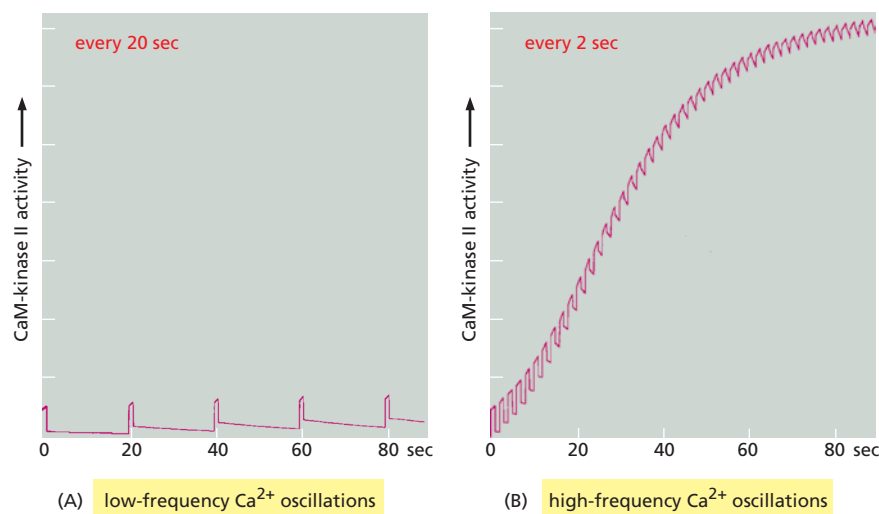 every 20 sec
CaM-kinase II activity
0 20 40 60 80 sec
(A) low-frequency Ca²⁺ oscillations
every 2 sec
CaM-kinase II activity
0 20 40 60 80 sec
(B) high-frequency Ca²⁺ oscillations